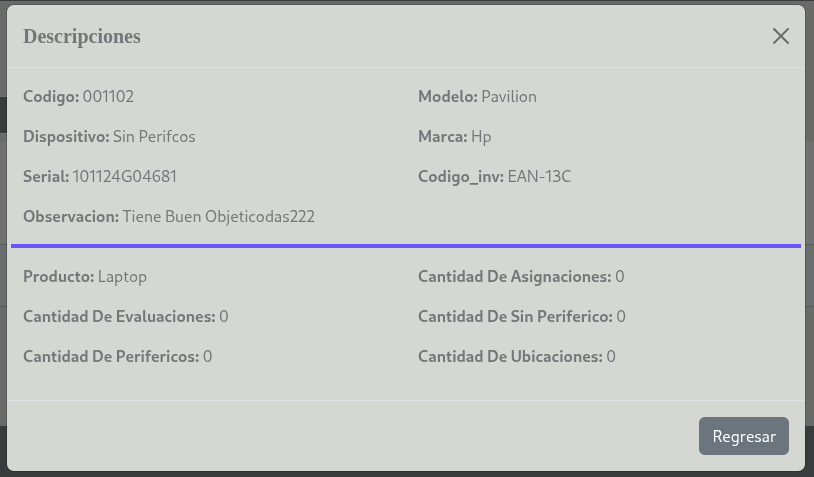 Descripciones
Codigo: 001102
Modelo: Pavilion
Dispositivo: Sin Perifcos
Marca: Hp
Serial: 101124G04681
Codigo_inv: EAN-13C
Observacion: Tiene Buen Objeticodas222
Producto: Laptop
Cantidad De Asignaciones: 0
Cantidad De Evaluaciones: 0
Cantidad De Sin Periferico: 0
Cantidad De Perifericos: 0
Cantidad De Ubicaciones: 0
Regresar